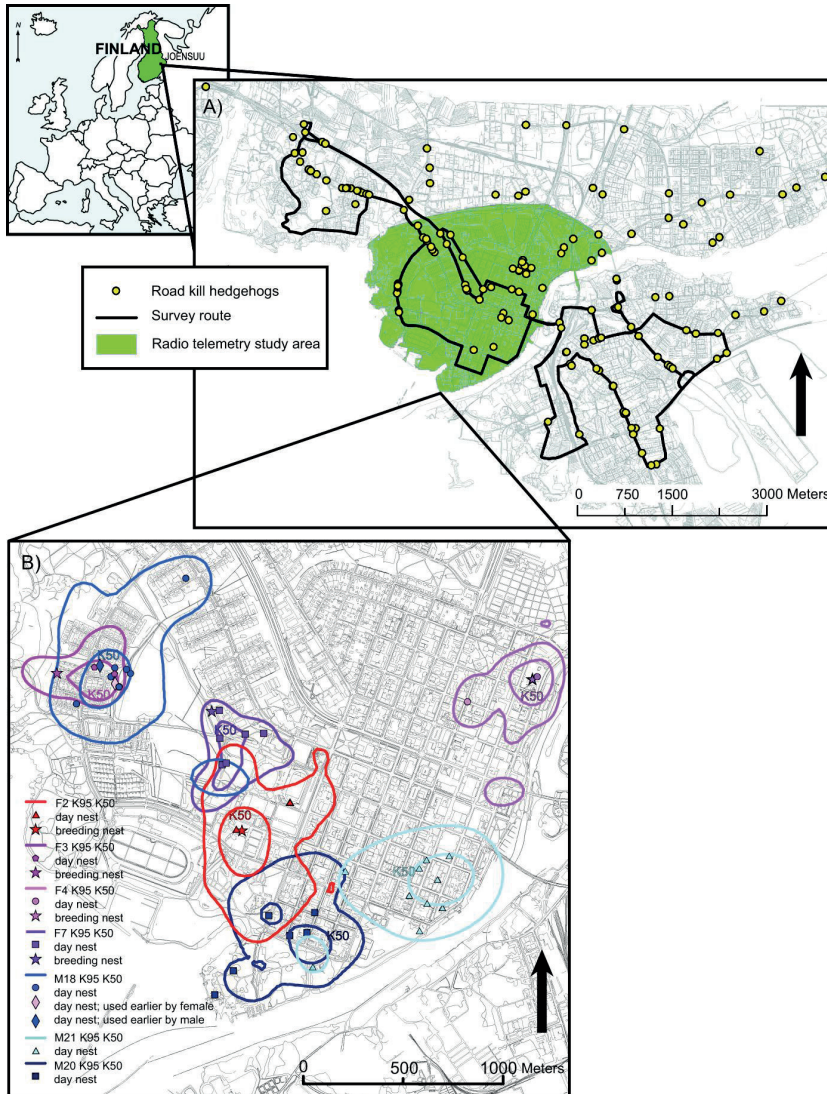 N
FINLAND
JOENSUU
A)
Road kill hedgehogs
Survey route
Radio telemetry study area
0 750 1500 3000 Meters
B)
K50
K50
K50
K50
K50
K50
K50
F2 K95 K50
day nest
breeding nest
F3 K95 K50
day nest
breeding nest
F4 K95 K50
day nest
breeding nest
F7 K95 K50
day nest
breeding nest
M18 K95 K50
day nest
day nest; used earlier by female
day nest; used earlier by male
M21 K95 K50
day nest
M20 K95 K50
day nest
0 500 1000 Meters